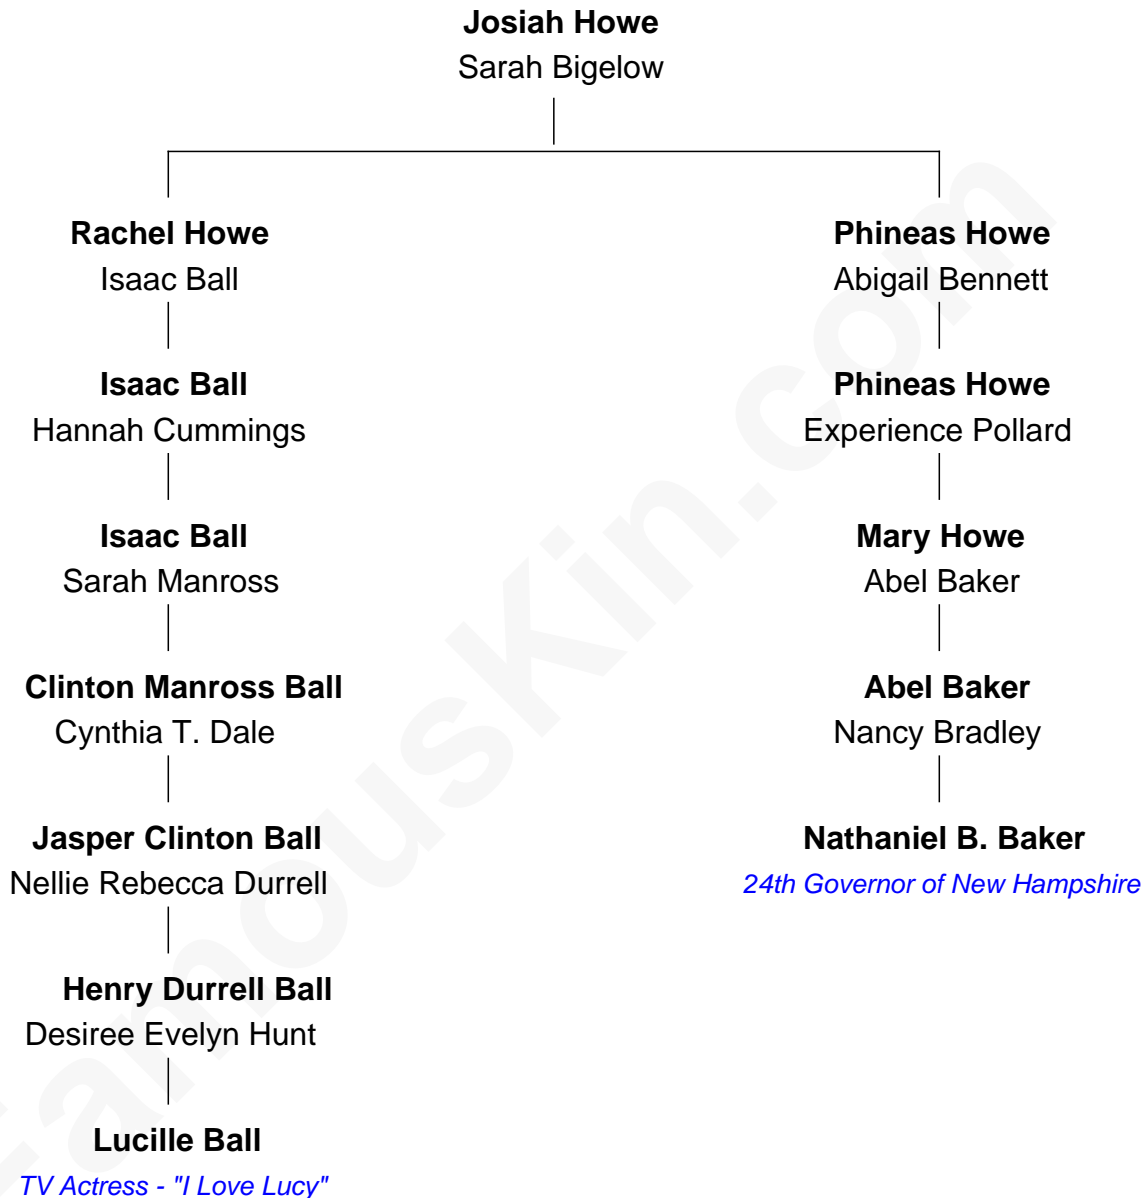 Josiah Howe
Sarah Bigelow
Rachel Howe
Isaac Ball
Isaac Ball
Hannah Cummings
Isaac Ball
Sarah Manross
Clinton Manross Ball
Cynthia T. Dale
Jasper Clinton Ball
Nellie Rebecca Durrell
Henry Durrell Ball
Desiree Evelyn Hunt
Lucille Ball
TV Actress - "I Love Lucy"
Phineas Howe
Abigail Bennett
Phineas Howe
Experience Pollard
Mary Howe
Abel Baker
Abel Baker
Nancy Bradley
Nathaniel B. Baker
24th Governor of New Hampshire
FamousKin.com